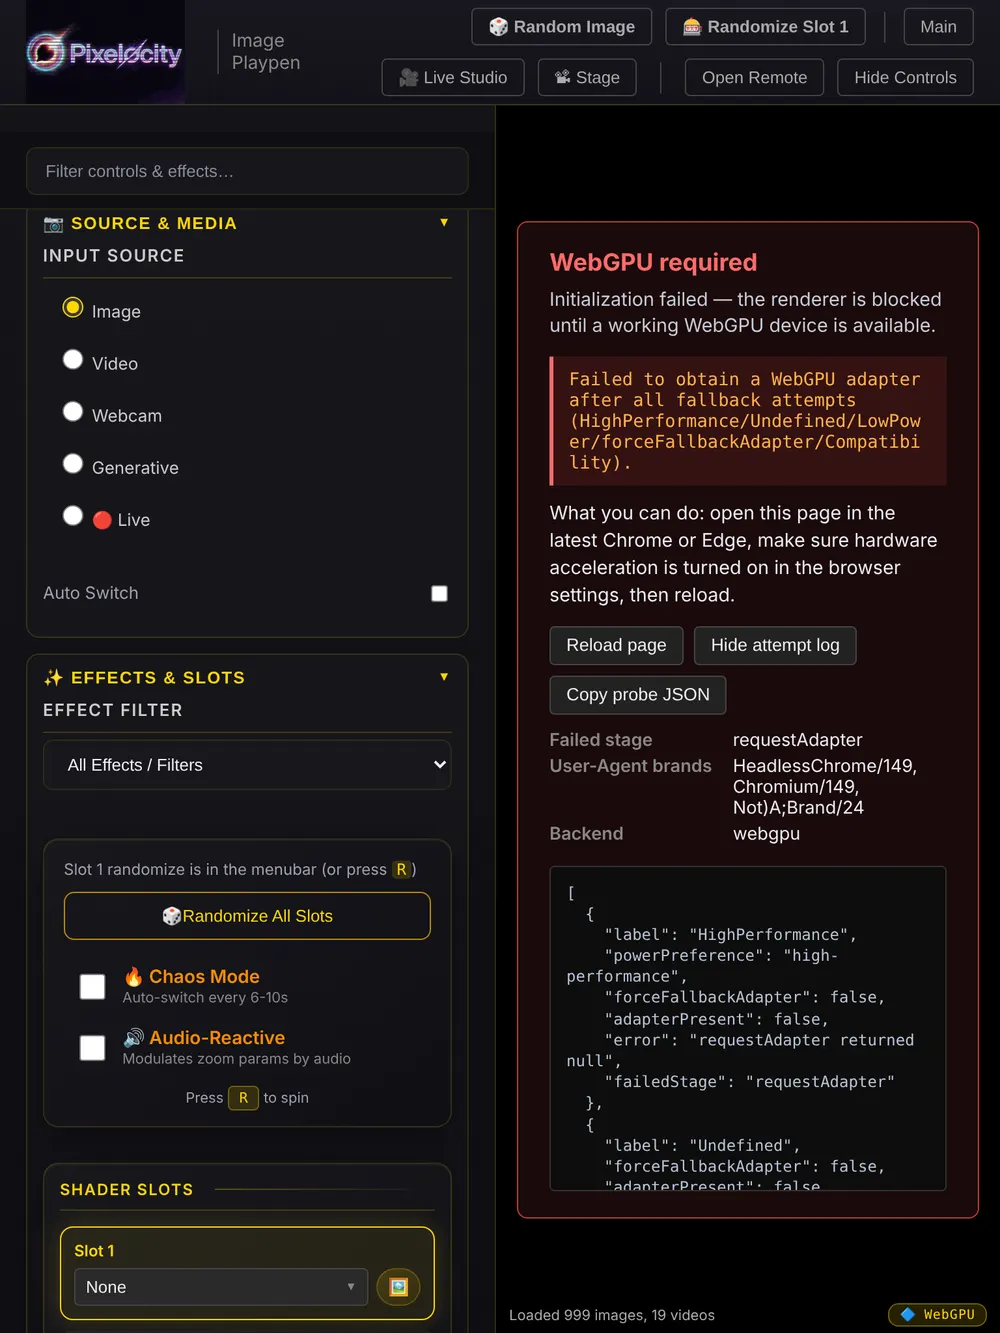 Pixelocity
Image
Playpen
🎲 Random Image
🎰 Randomize Slot 1
Main
🎥 Live Studio
📽 Stage
Open Remote
Hide Controls
Filter controls & effects…
📷 SOURCE & MEDIA ▼
INPUT SOURCE
Image
Video
Webcam
Generative
🔴 Live
Auto Switch
✨ EFFECTS & SLOTS ▼
EFFECT FILTER
All Effects / Filters
Slot 1 randomize is in the menubar (or press R)
🎲Randomize All Slots
🔥 Chaos Mode
Auto-switch every 6-10s
🔊 Audio-Reactive
Modulates zoom params by audio
Press R to spin
SHADER SLOTS
Slot 1
None ▼
WebGPU required
Initialization failed — the renderer is blocked
until a working WebGPU device is available.
Failed to obtain a WebGPU adapter
after all fallback attempts
(HighPerformance/Undefined/LowPow
er/forceFallbackAdapter/Compatibi
lity).
What you can do: open this page in the
latest Chrome or Edge, make sure hardware
acceleration is turned on in the browser
settings, then reload.
Reload page
Hide attempt log
Copy probe JSON
Failed stage requestAdapter
User-Agent brands HeadlessChrome/149,
Chromium/149,
Not)A;Brand/24
Backend webgpu
[
{
"label": "HighPerformance",
"powerPreference": "high-
performance",
"forceFallbackAdapter": false,
"adapterPresent": false,
"error": "requestAdapter returned
null",
"failedStage": "requestAdapter"
},
{
"label": "Undefined",
"forceFallbackAdapter": false,
"adapterPresent": false,
Loaded 999 images, 19 videos
🔷 WebGPU